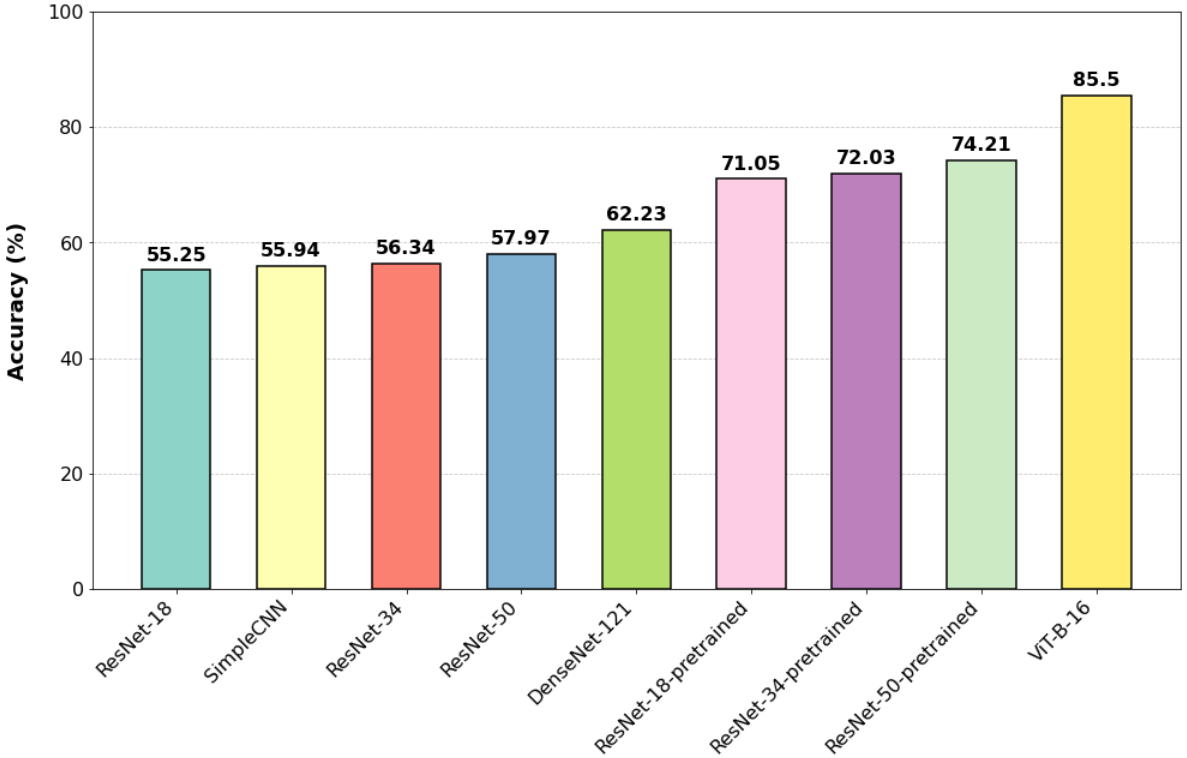 100
80
60
40
20
0
Accuracy (%)
55.25
55.94
56.34
57.97
62.23
71.05
72.03
74.21
85.5
ResNet-18
SimpleCNN
ResNet-34
ResNet-50
DenseNet-121
ResNet-18-pretrained
ResNet-34-pretrained
ResNet-50-pretrained
ViT-B-16